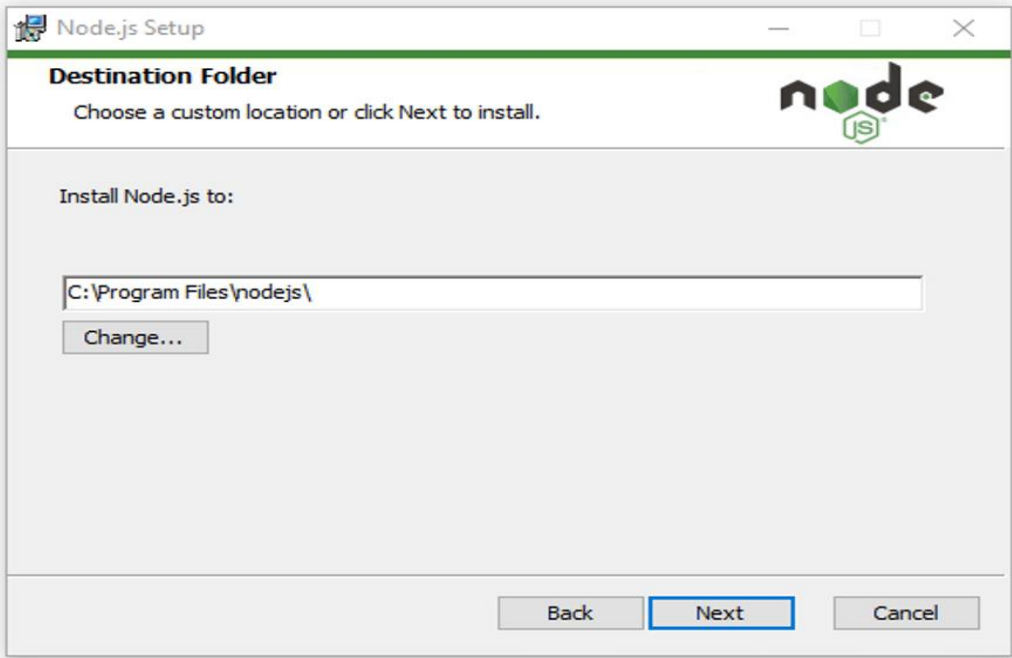 Node.js Setup
Destination Folder
Choose a custom location or click Next to install.
node
JS
Install Node.js to:
C:\Program Files\nodejs\
Change...
Back Next Cancel